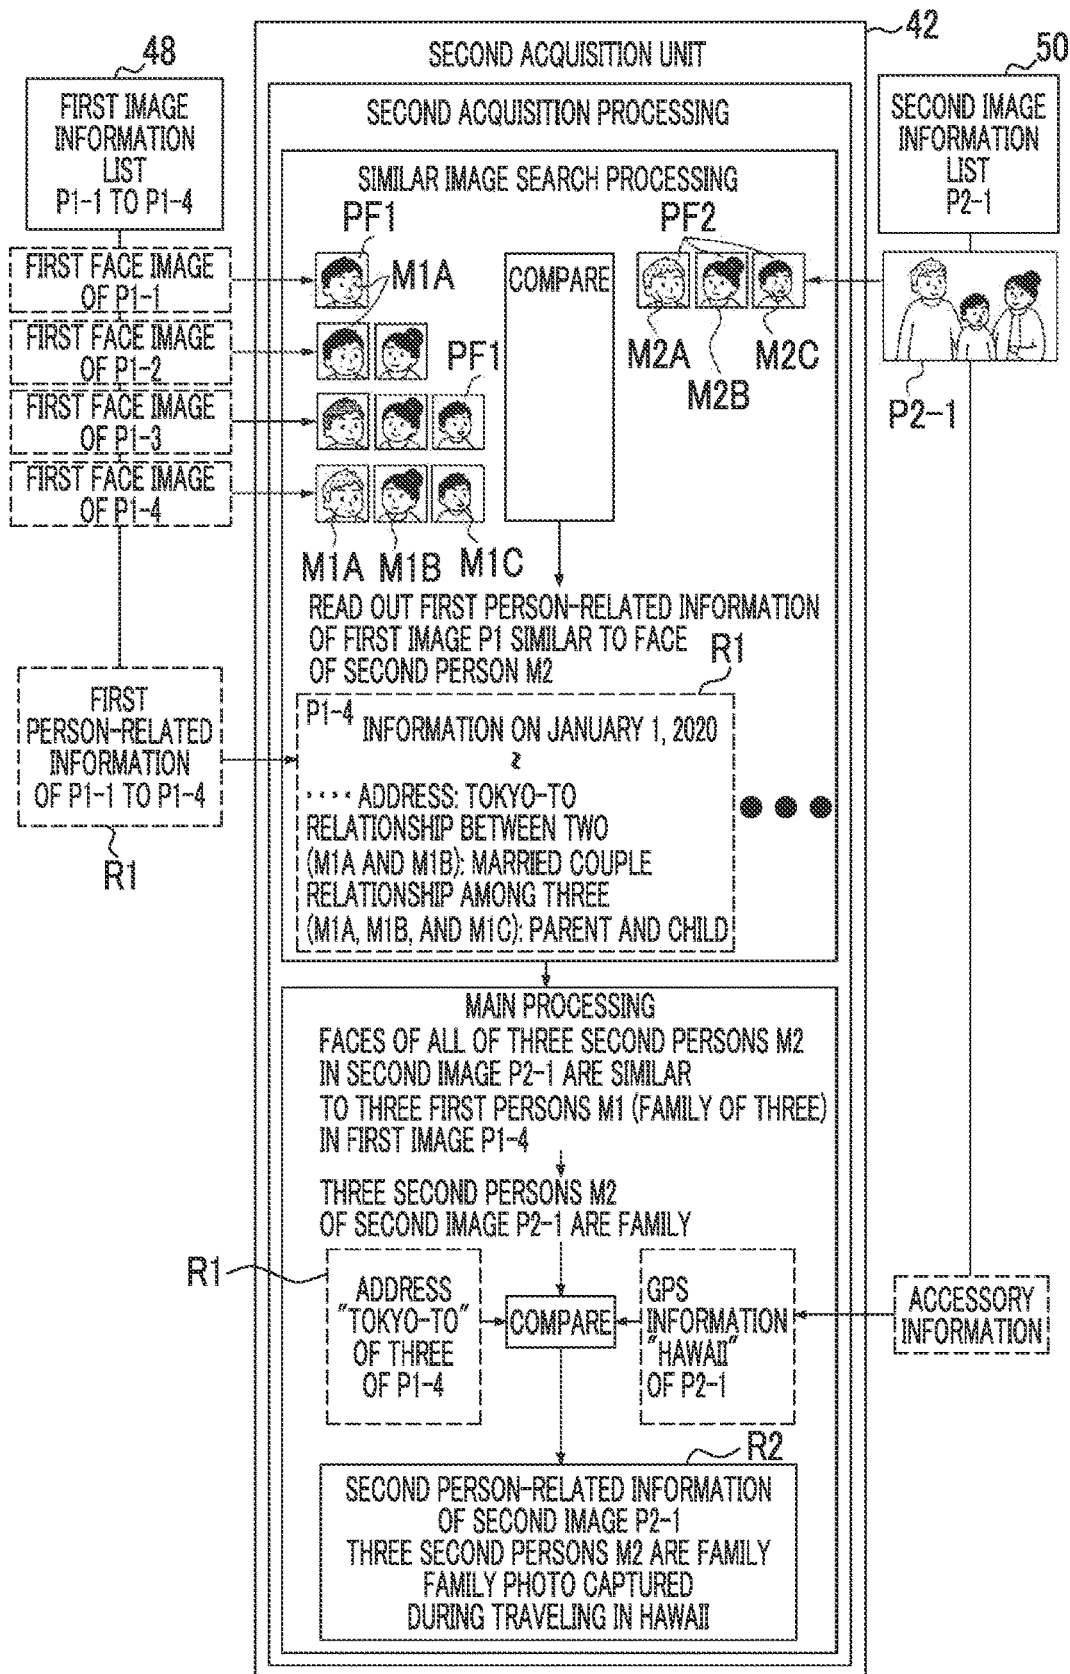 42
SECOND ACQUISITION UNIT
48
FIRST IMAGE
INFORMATION
LIST
P1-1 TO P1-4
50
SECOND IMAGE
INFORMATION
LIST
P2-1
SECOND ACQUISITION PROCESSING
SIMILAR IMAGE SEARCH PROCESSING
FIRST FACE IMAGE
OF P1-1
FIRST FACE IMAGE
OF P1-2
FIRST FACE IMAGE
OF P1-3
FIRST FACE IMAGE
OF P1-4
PF1
M1A
PF1
M1A
M1B
M1C
COMPARE
PF2
M2A
M2B
M2C
P2-1
READ OUT FIRST PERSON-RELATED INFORMATION
OF FIRST IMAGE P1 SIMILAR TO FACE
OF SECOND PERSON M2
R1
FIRST
PERSON-RELATED
INFORMATION
OF P1-1 TO P1-4
R1
P1-4
INFORMATION ON JANUARY 1, 2020
~
···· ADDRESS: TOKYO-TO
RELATIONSHIP BETWEEN TWO
(M1A AND M1B): MARRIED COUPLE
RELATIONSHIP AMONG THREE
(M1A, M1B, AND M1C): PARENT AND CHILD
●●●
MAIN PROCESSING
FACES OF ALL OF THREE SECOND PERSONS M2
IN SECOND IMAGE P2-1 ARE SIMILAR
TO THREE FIRST PERSONS M1 (FAMILY OF THREE)
IN FIRST IMAGE P1-4
THREE SECOND PERSONS M2
OF SECOND IMAGE P2-1 ARE FAMILY
R1
ADDRESS
"TOKYO-TO"
OF THREE
OF P1-4
COMPARE
GPS
INFORMATION
"HAWAII"
OF P2-1
ACCESSORY
INFORMATION
R2
SECOND PERSON-RELATED INFORMATION
OF SECOND IMAGE P2-1
THREE SECOND PERSONS M2 ARE FAMILY
FAMILY PHOTO CAPTURED
DURING TRAVELING IN HAWAII